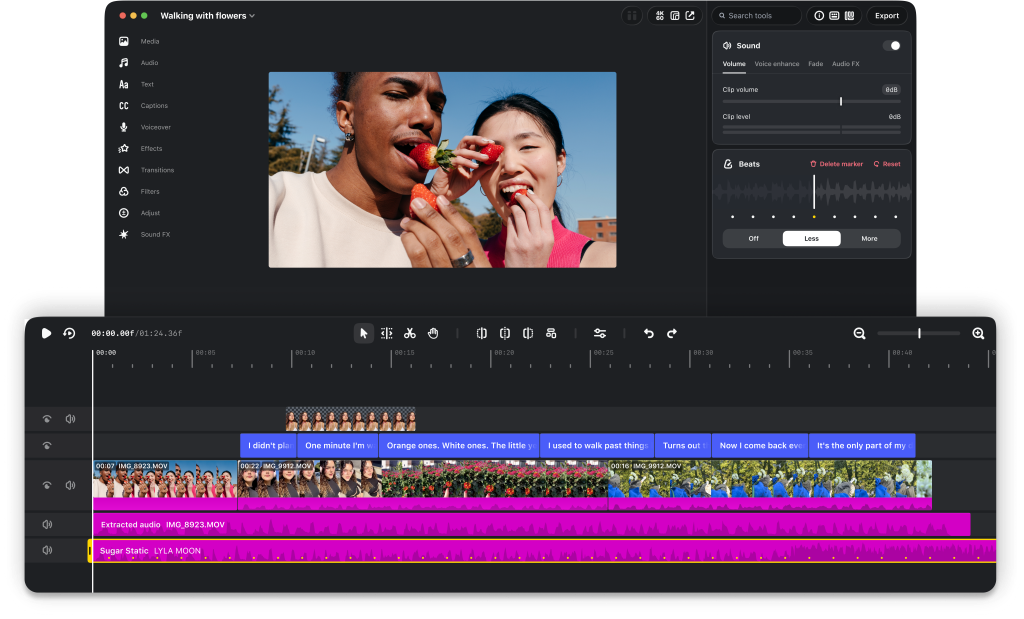 Walking with flowers
4K
60
Search tools
Export
Media
Audio
Aa Text
CC Captions
Voiceover
Effects
Transitions
Filters
Adjust
Sound FX
Sound
Volume Voice enhance Fade Audio FX
Clip volume 0dB
Clip level 0dB
Beats Delete marker Reset
Off Less More
00:00.00f/01:24.36f
00:00 00:05 00:10 00:15 00:20 00:25 00:30 00:35 00:40
I didn't One minute I'm Orange ones. White ones. The little I used to walk past things Turns out Now I come back It's the only part of my
00:07 IMG_8923.MOV 00:22 IMG_9912.MOV 00:16 IMG_9912.MOV
Extracted audio IMG_8923.MOV
Sugar Static LYLA MOON